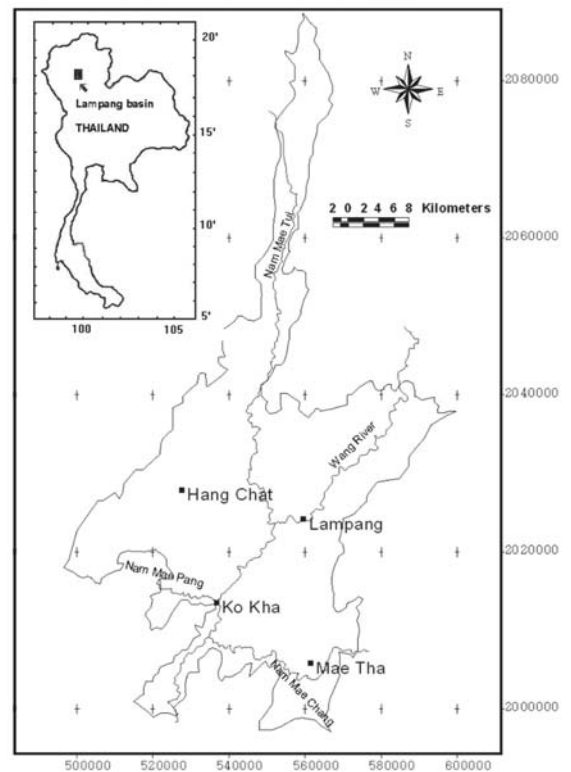 20'
15'
10'
5'
100
105
Lampang basin
THAILAND
N
W
E
S
2 0 2 4 6 8 Kilometers
2080000
2060000
2040000
2020000
2000000
Nam Mae Tui
Wang River
Hang Chat
Lampang
Nam Mae Pang
Ko Kha
Mae Tha
Nam Mae Chang
500000
520000
540000
560000
580000
600000